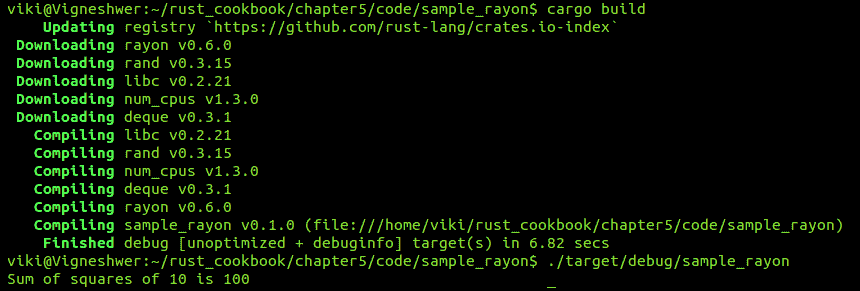 viki@Vigneshwer:~/rust_cookbook/chapter5/code/sample_rayon$ cargo build
Updating registry `https://github.com/rust-lang/crates.io-index`
Downloading rayon v0.6.0
Downloading rand v0.3.15
Downloading libc v0.2.21
Downloading num_cpus v1.3.0
Downloading deque v0.3.1
Compiling libc v0.2.21
Compiling rand v0.3.15
Compiling num_cpus v1.3.0
Compiling deque v0.3.1
Compiling rayon v0.6.0
Compiling sample_rayon v0.1.0 (file:///home/viki/rust_cookbook/chapter5/code/sample_rayon)
Finished debug [unoptimized + debuginfo] target(s) in 6.82 secs
viki@Vigneshwer:~/rust_cookbook/chapter5/code/sample_rayon$ ./target/debug/sample_rayon
Sum of squares of 10 is 100